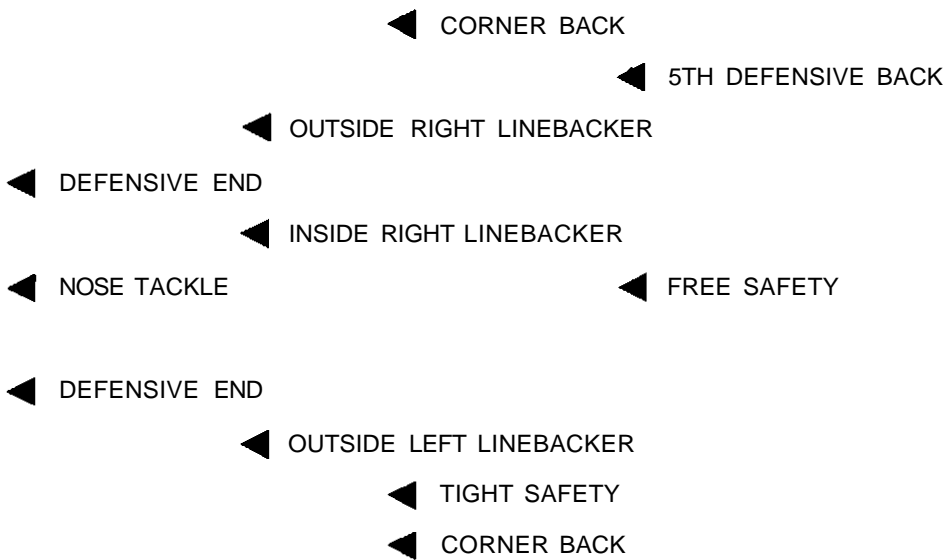 CORNER BACK
5TH DEFENSIVE BACK
OUTSIDE RIGHT LINEBACKER
DEFENSIVE END
INSIDE RIGHT LINEBACKER
NOSE TACKLE
FREE SAFETY
DEFENSIVE END
OUTSIDE LEFT LINEBACKER
TIGHT SAFETY
CORNER BACK